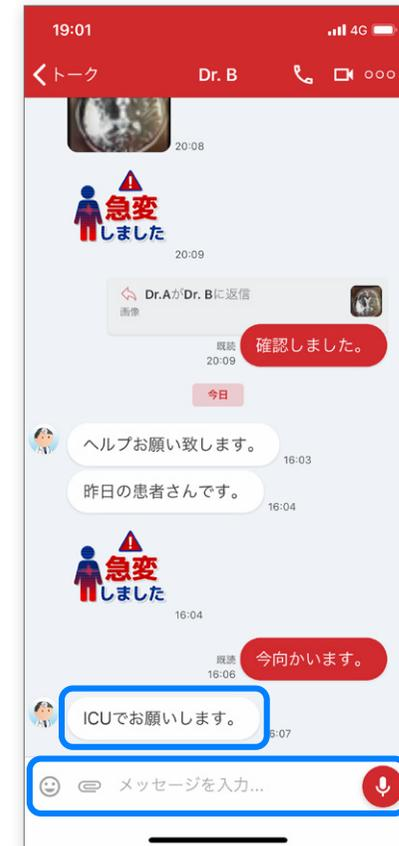 19:01
4G
トーク
Dr. B
20:08
急変
しました
20:09
Dr.AがDr. Bに返信
画像
既読
20:09
確認しました。
今日
ヘルプお願い致します。
16:03
昨日の患者さんです。
16:04
急変
しました
16:04
既読
16:06
今向かいます。
ICUでお願いします。
6:07
メッセージを入力...